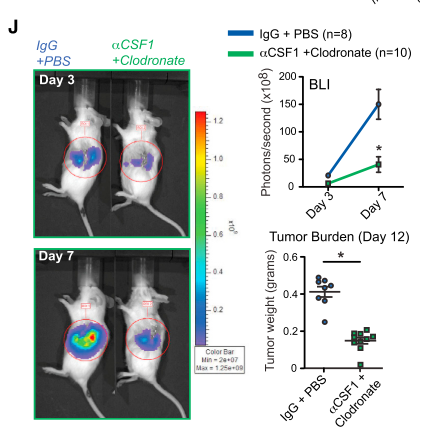 J
IgG
+PBS
αCSF1
+Clodronate
Day 3
Day 7
1.2
1.0
0.8
0.6
0.4
0.2
Color Bar
Min = 2e+07
Max = 1.25e+09
IgG + PBS (n=8)
αCSF1 +Clodronate (n=10)
BLI
Photons/second (x10⁸)
200
150
100
50
0
*
Day 3
Day 7
Tumor Burden (Day 12)
Tumor weight (grams)
0.6
0.4
0.2
0
*
IgG + PBS
αCSF1 +
Clodronate